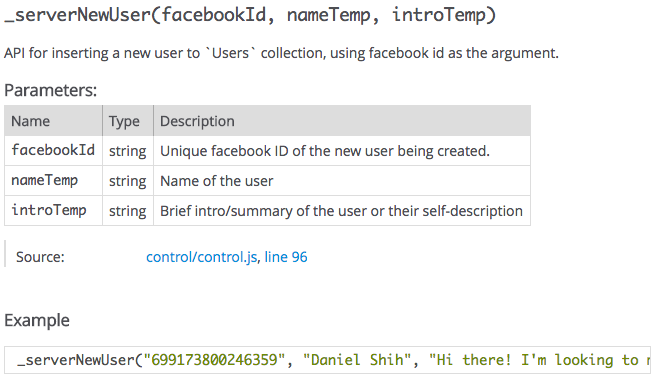 _serverNewUser(facebookId, nameTemp, introTemp)
API for inserting a new user to `Users` collection, using facebook id as the argument.
Parameters:
Name Type Description
facebookId string Unique facebook ID of the new user being created.
nameTemp string Name of the user
introTemp string Brief intro/summary of the user or their self-description
Source: control/control.js, line 96
Example
_serverNewUser("699173800246359", "Daniel Shih", "Hi there! I'm looking to